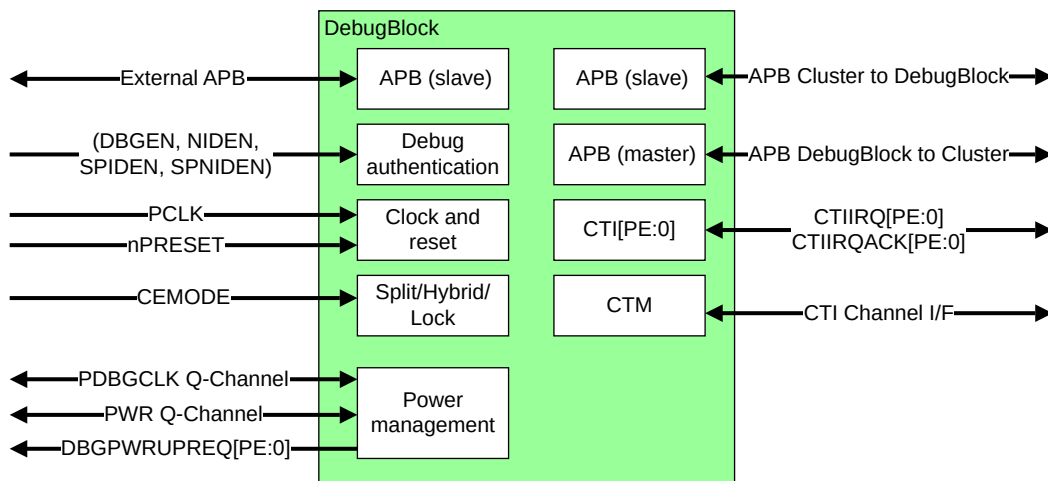 DebugBlock
External APB
APB (slave)
APB (slave)
APB Cluster to DebugBlock
(DBGEN, NIDEN,
SPIDEN, SPNIDEN)
Debug
authentication
APB (master)
APB DebugBlock to Cluster
PCLK
nPRESET
Clock and
reset
CTI[PE:0]
CTIIRQ[PE:0]
CTIIRQACK[PE:0]
CEMODE
Split/Hybrid/
Lock
CTM
CTI Channel I/F
PDBGCLK Q-Channel
PWR Q-Channel
DBGPWRUPREQ[PE:0]
Power
management